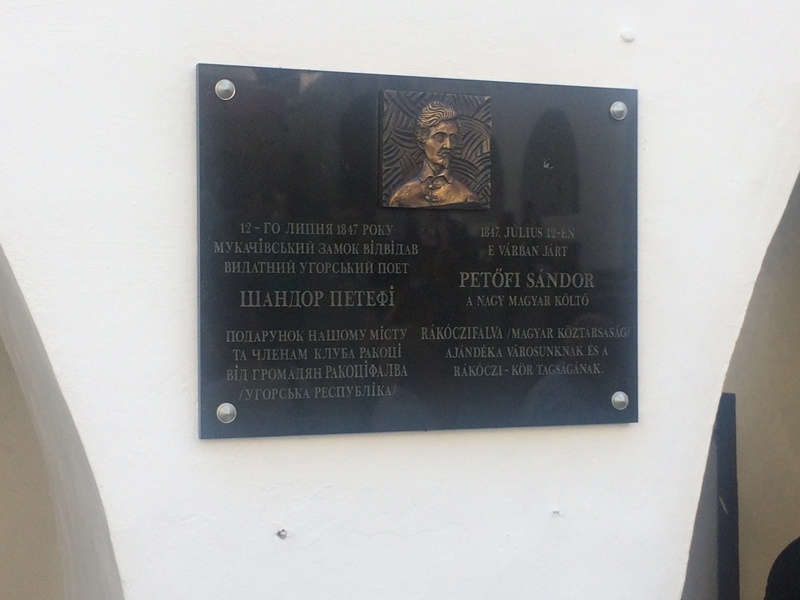 12 - ГО ЛИПНЯ 1847 РОКУ
МУКАЧІВСЬКИЙ ЗАМОК ВІДВІДАВ
ВИДАТНИЙ УГОРСЬКИЙ ПОЕТ
ШАНДОР ПЕТЕФІ
ПОДАРУНОК НАШОМУ МІСТУ
ТА ЧЛЕНАМ КЛУБА РАКОЦІ
ВІД ГРОМАДЯН РАКОЦІФАЛВА
/УГОРСЬКА РЕСПУБЛІКА/
1847. JÚLIUS 12-ÉN
E VÁRBAN JÁRT
PETŐFI SÁNDOR
A NAGY MAGYAR KÖLTŐ
RÁKÓCZIFALVA /MAGYAR KÖZTÁRSASÁG/
AJÁNDÉKA VÁROSUNKNAK ÉS A
RÁKÓCZI - KÖR TAGSÁGÁNAK.